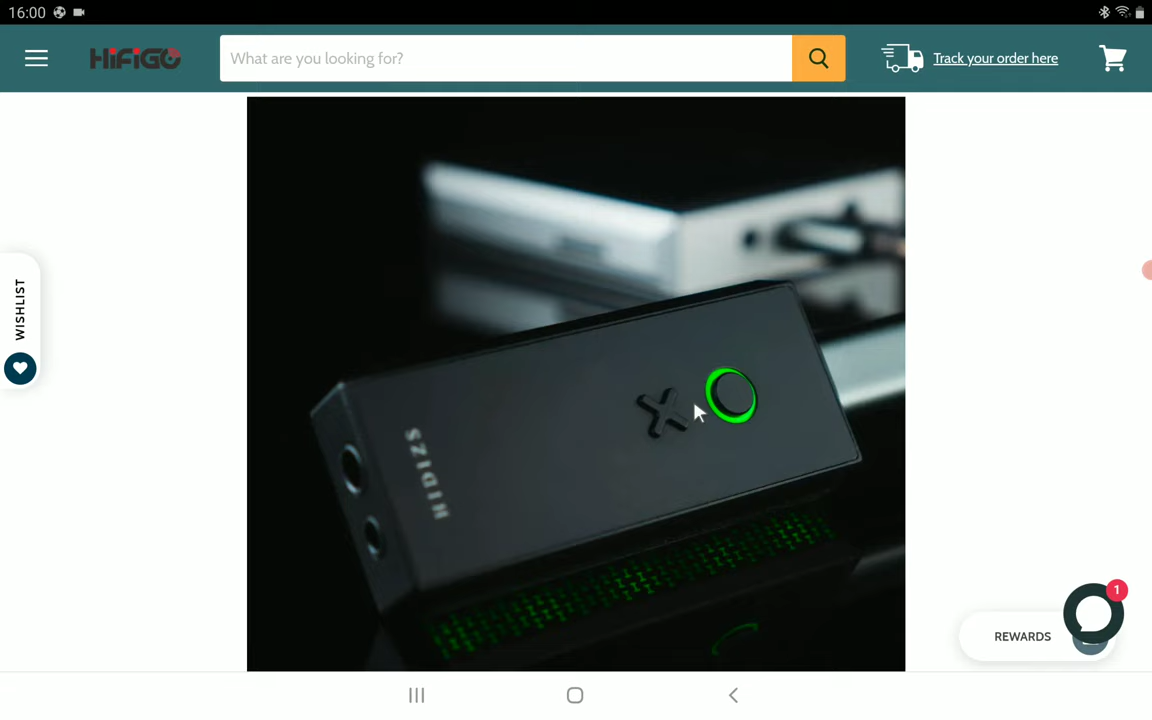 16:00
HiFiGO
What are you looking for?
Track your order here
WISHLIST
HIDIZS
X
1
REWARDS